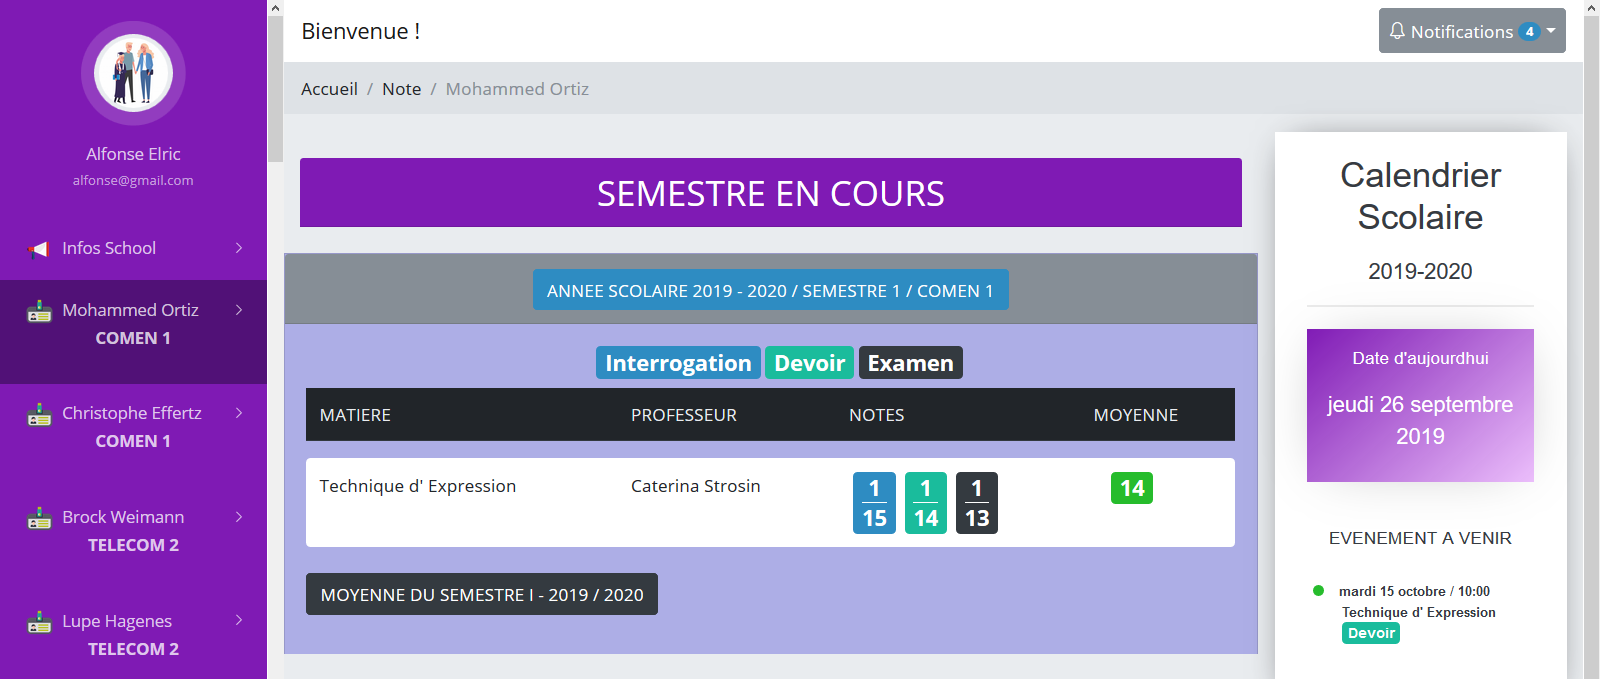 Alfonse Elric
alfonse@gmail.com
Infos School
Mohammed Ortiz
COMEN 1
Christophe Effertz
COMEN 1
Brock Weimann
TELECOM 2
Lupe Hagenes
TELECOM 2
Bienvenue !
Notifications 4
Accueil / Note / Mohammed Ortiz
SEMESTRE EN COURS
ANNEE SCOLAIRE 2019 - 2020 / SEMESTRE 1 / COMEN 1
Interrogation Devoir Examen
MATIERE PROFESSEUR NOTES MOYENNE
Technique d' Expression Caterina Strosin 1 1 1 14
15 14 13
MOYENNE DU SEMESTRE I - 2019 / 2020
Calendrier
Scolaire
2019-2020
Date d'aujourdhui
jeudi 26 septembre
2019
EVENEMENT A VENIR
mardi 15 octobre / 10:00
Technique d' Expression
Devoir